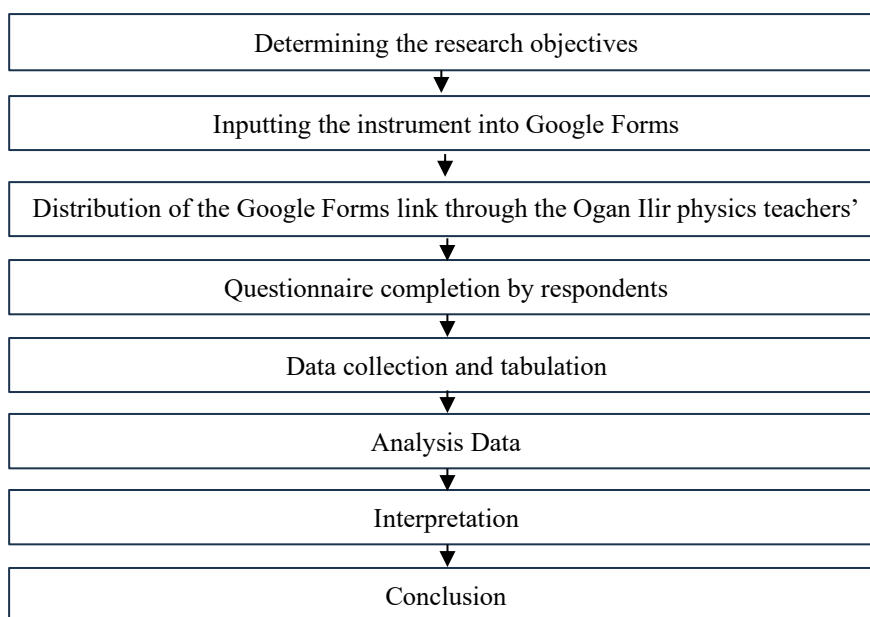 Determining the research objectives
Inputting the instrument into Google Forms
Distribution of the Google Forms link through the Ogan Ilir physics teachers’
Questionnaire completion by respondents
Data collection and tabulation
Analysis Data
Interpretation
Conclusion